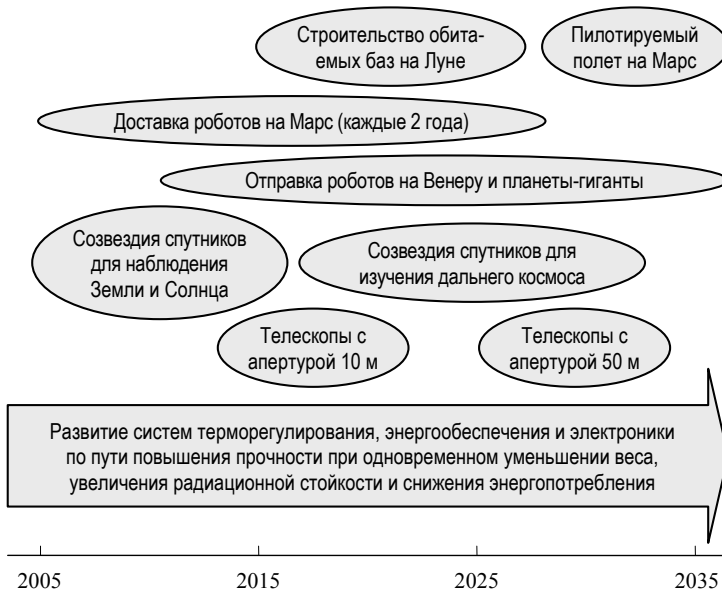 Строительство обита-
емых баз на Луне
Пилотируемый
полет на Марс
Доставка роботов на Марс (каждые 2 года)
Отправка роботов на Венеру и планеты-гиганты
Созвездия спутников
для наблюдения
Земли и Солнца
Созвездия спутников для
изучения дальнего космоса
Телескопы с
апертурой 10 м
Телескопы с
апертурой 50 м
Развитие систем терморегулирования, энергообеспечения и электроники
по пути повышения прочности при одновременном уменьшении веса,
увеличения радиационной стойкости и снижения энергопотребления
2005 2015 2025 2035